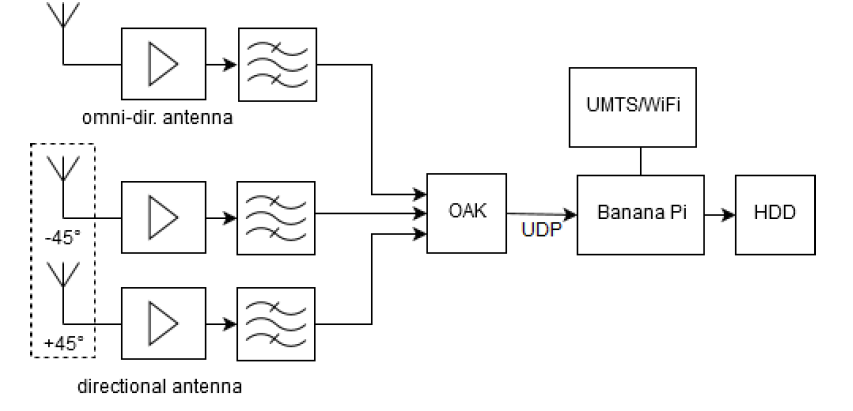 omni-dir. antenna
UMTS/WiFi
-45°
OAK
UDP
Banana Pi
HDD
+45°
directional antenna